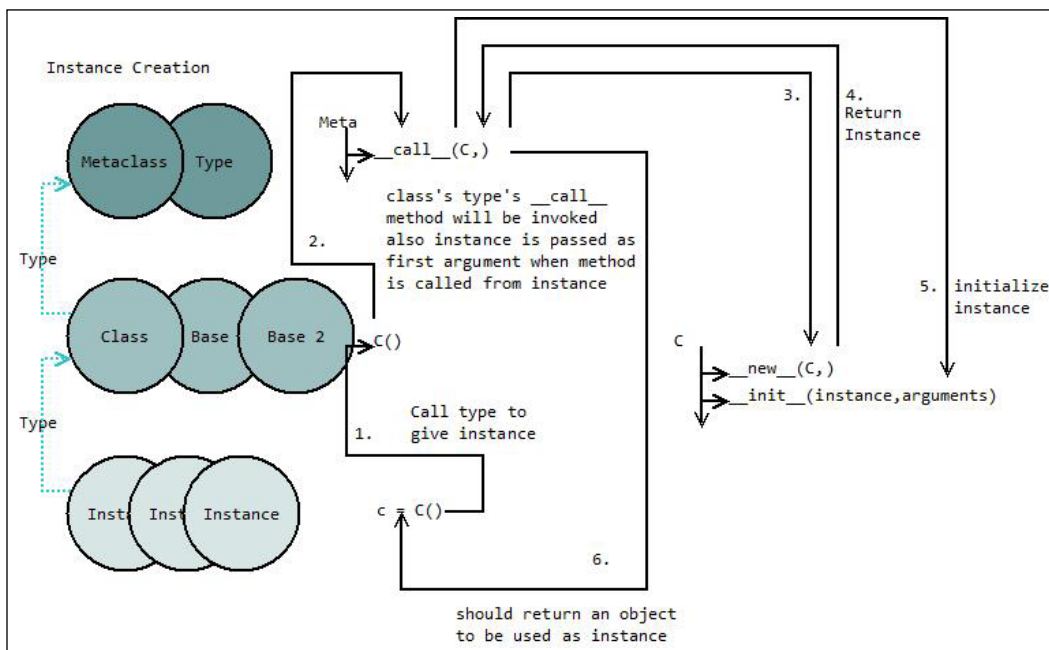 Instance Creation
Metaclass
Type
Type
Class
Base
Base 2
Type
Inst
Inst
Instance
Meta
__call__(C,)
class's type's __call__
method will be invoked
also instance is passed as
first argument when method
is called from instance
2.
C()
1.
Call type to
give instance
c = C()
3.
4.
Return
Instance
5. initialize
instance
C
__new__(C,)
__init__(instance,arguments)
6.
should return an object
to be used as instance